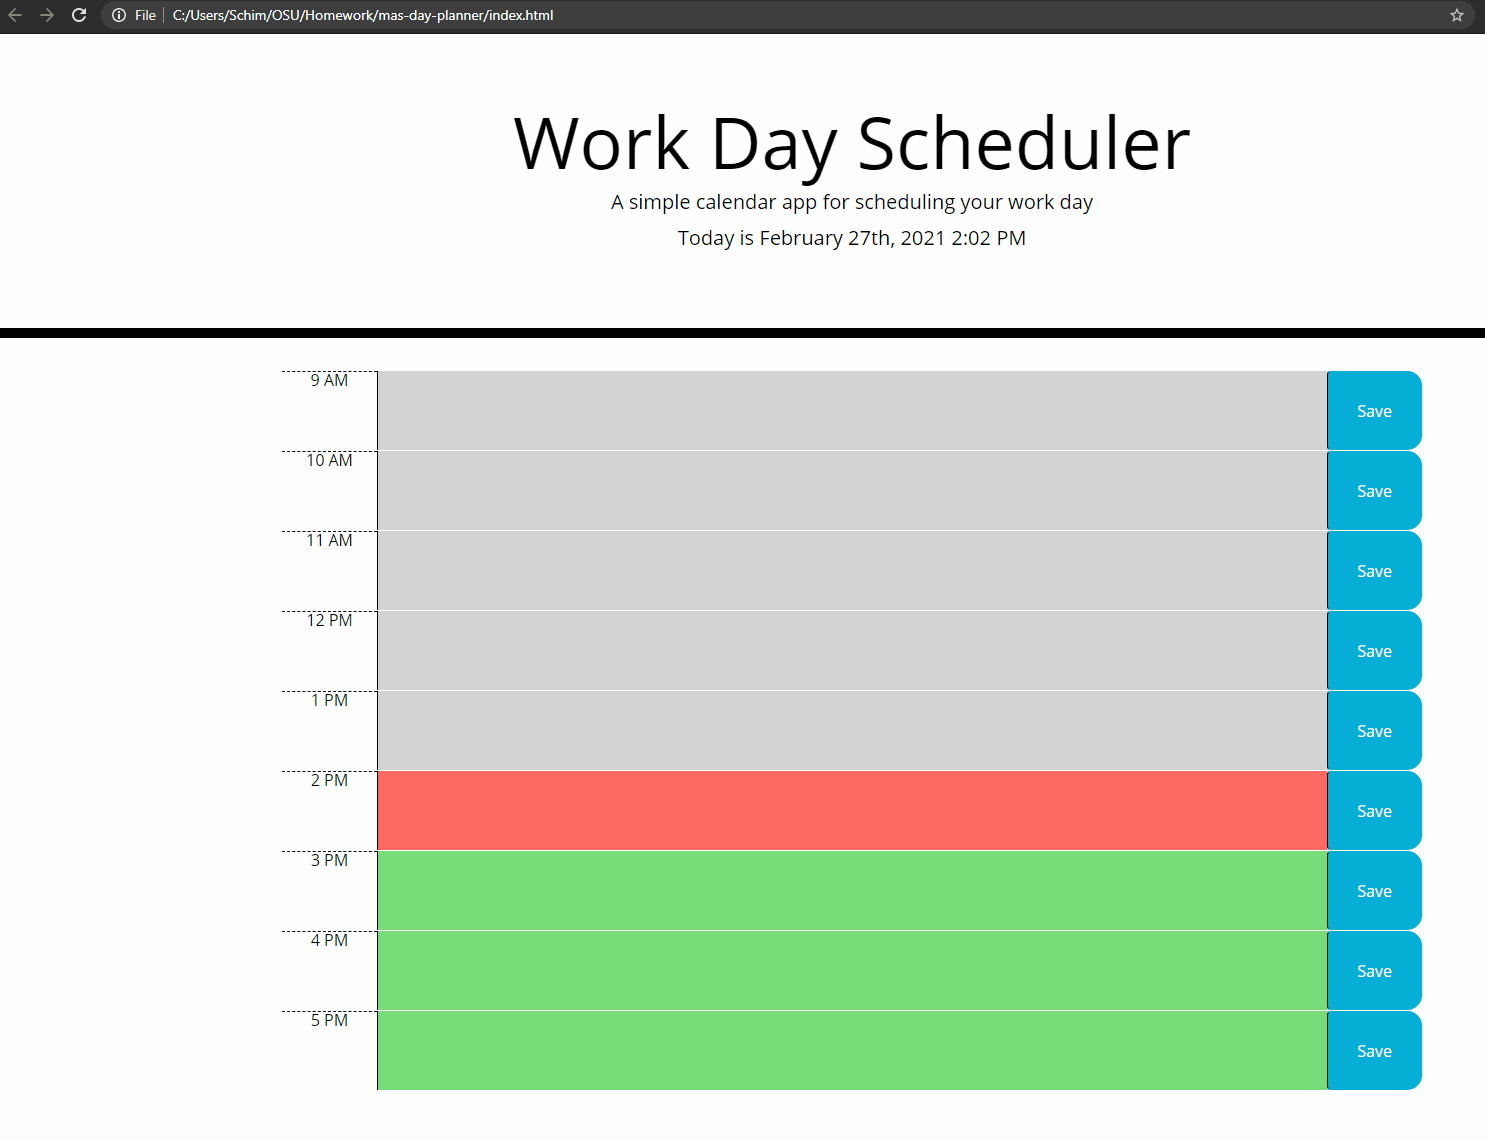 File C:/Users/Schim/OSU/Homework/mas-day-planner/index.html
Work Day Scheduler
A simple calendar app for scheduling your work day
Today is February 27th, 2021 2:02 PM
9 AM Save
10 AM Save
11 AM Save
12 PM Save
1 PM Save
2 PM Save
3 PM Save
4 PM Save
5 PM Save